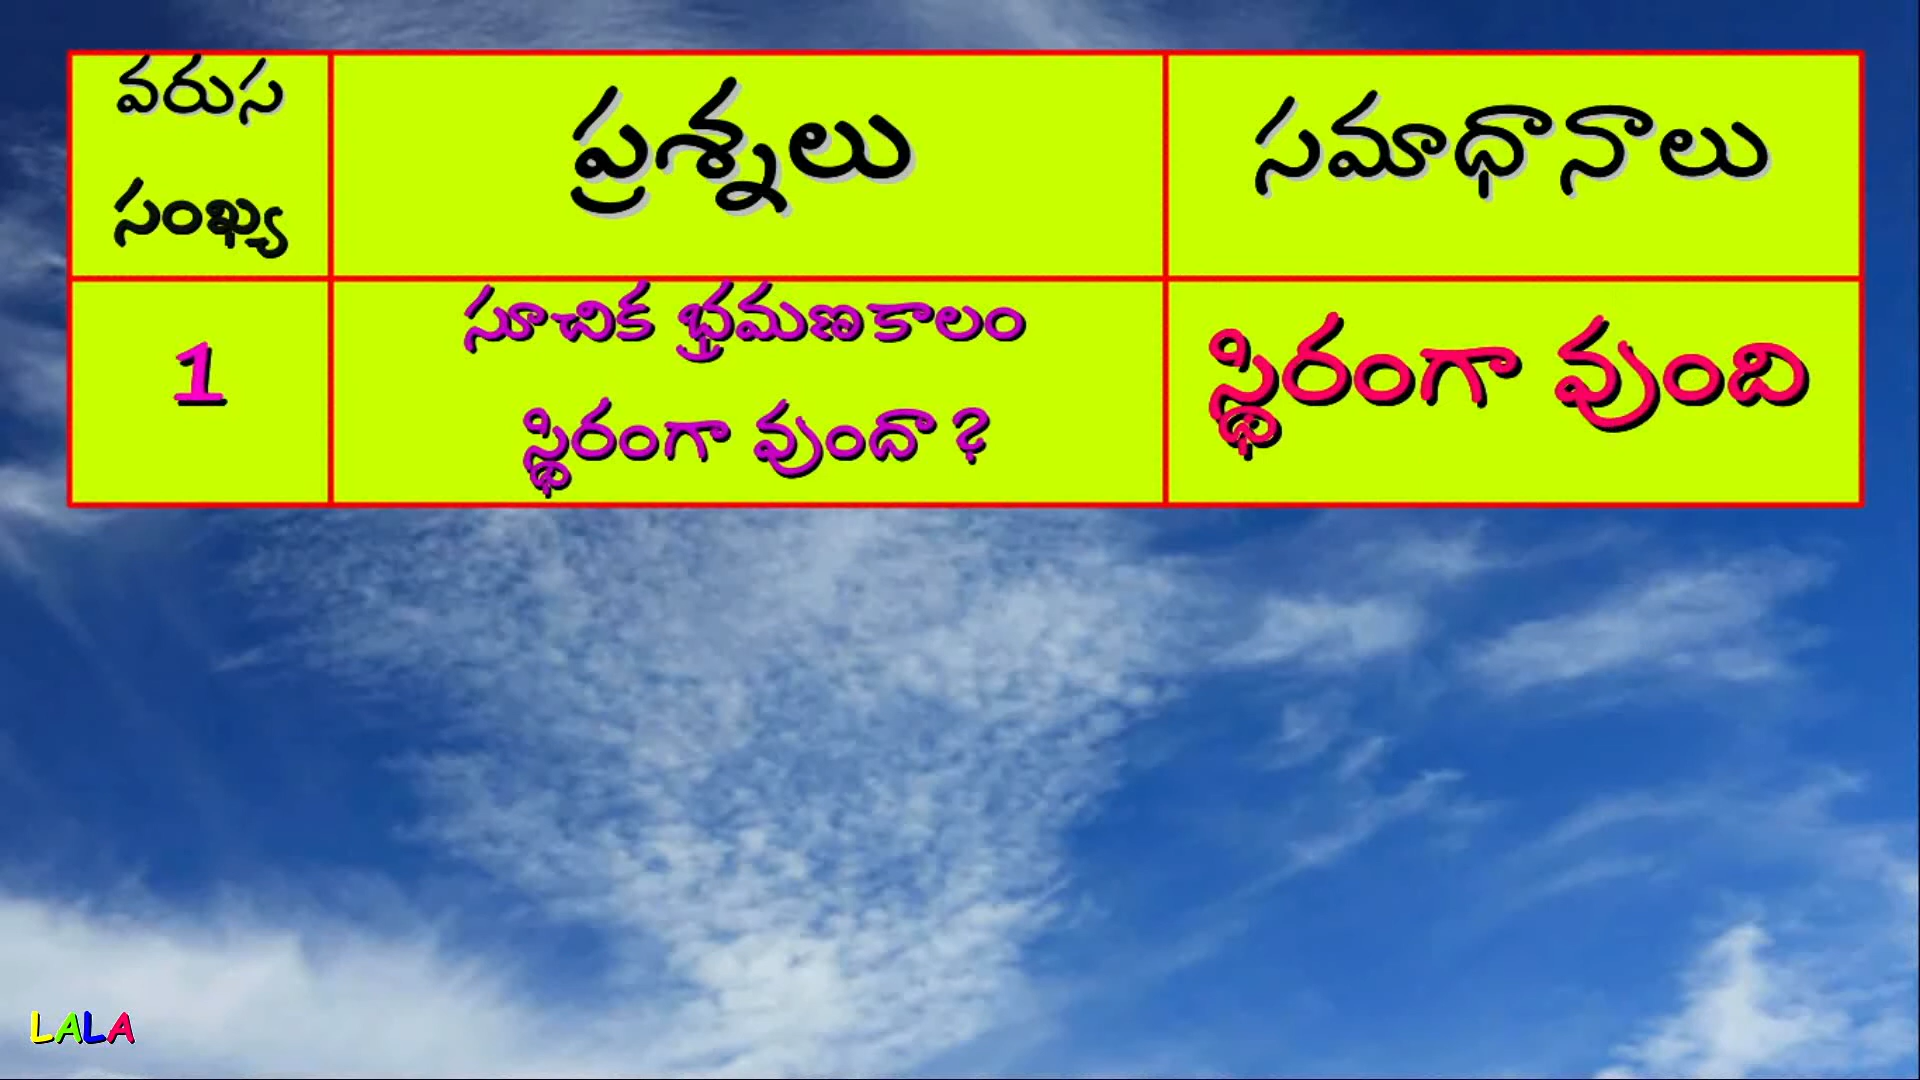 వరుస
సంఖ్య
ప్రశ్నలు
సమాధానాలు
1
సూచిక భ్రమణకాలం
స్థిరంగా వుందా ?
స్థిరంగా వుంది
LALA